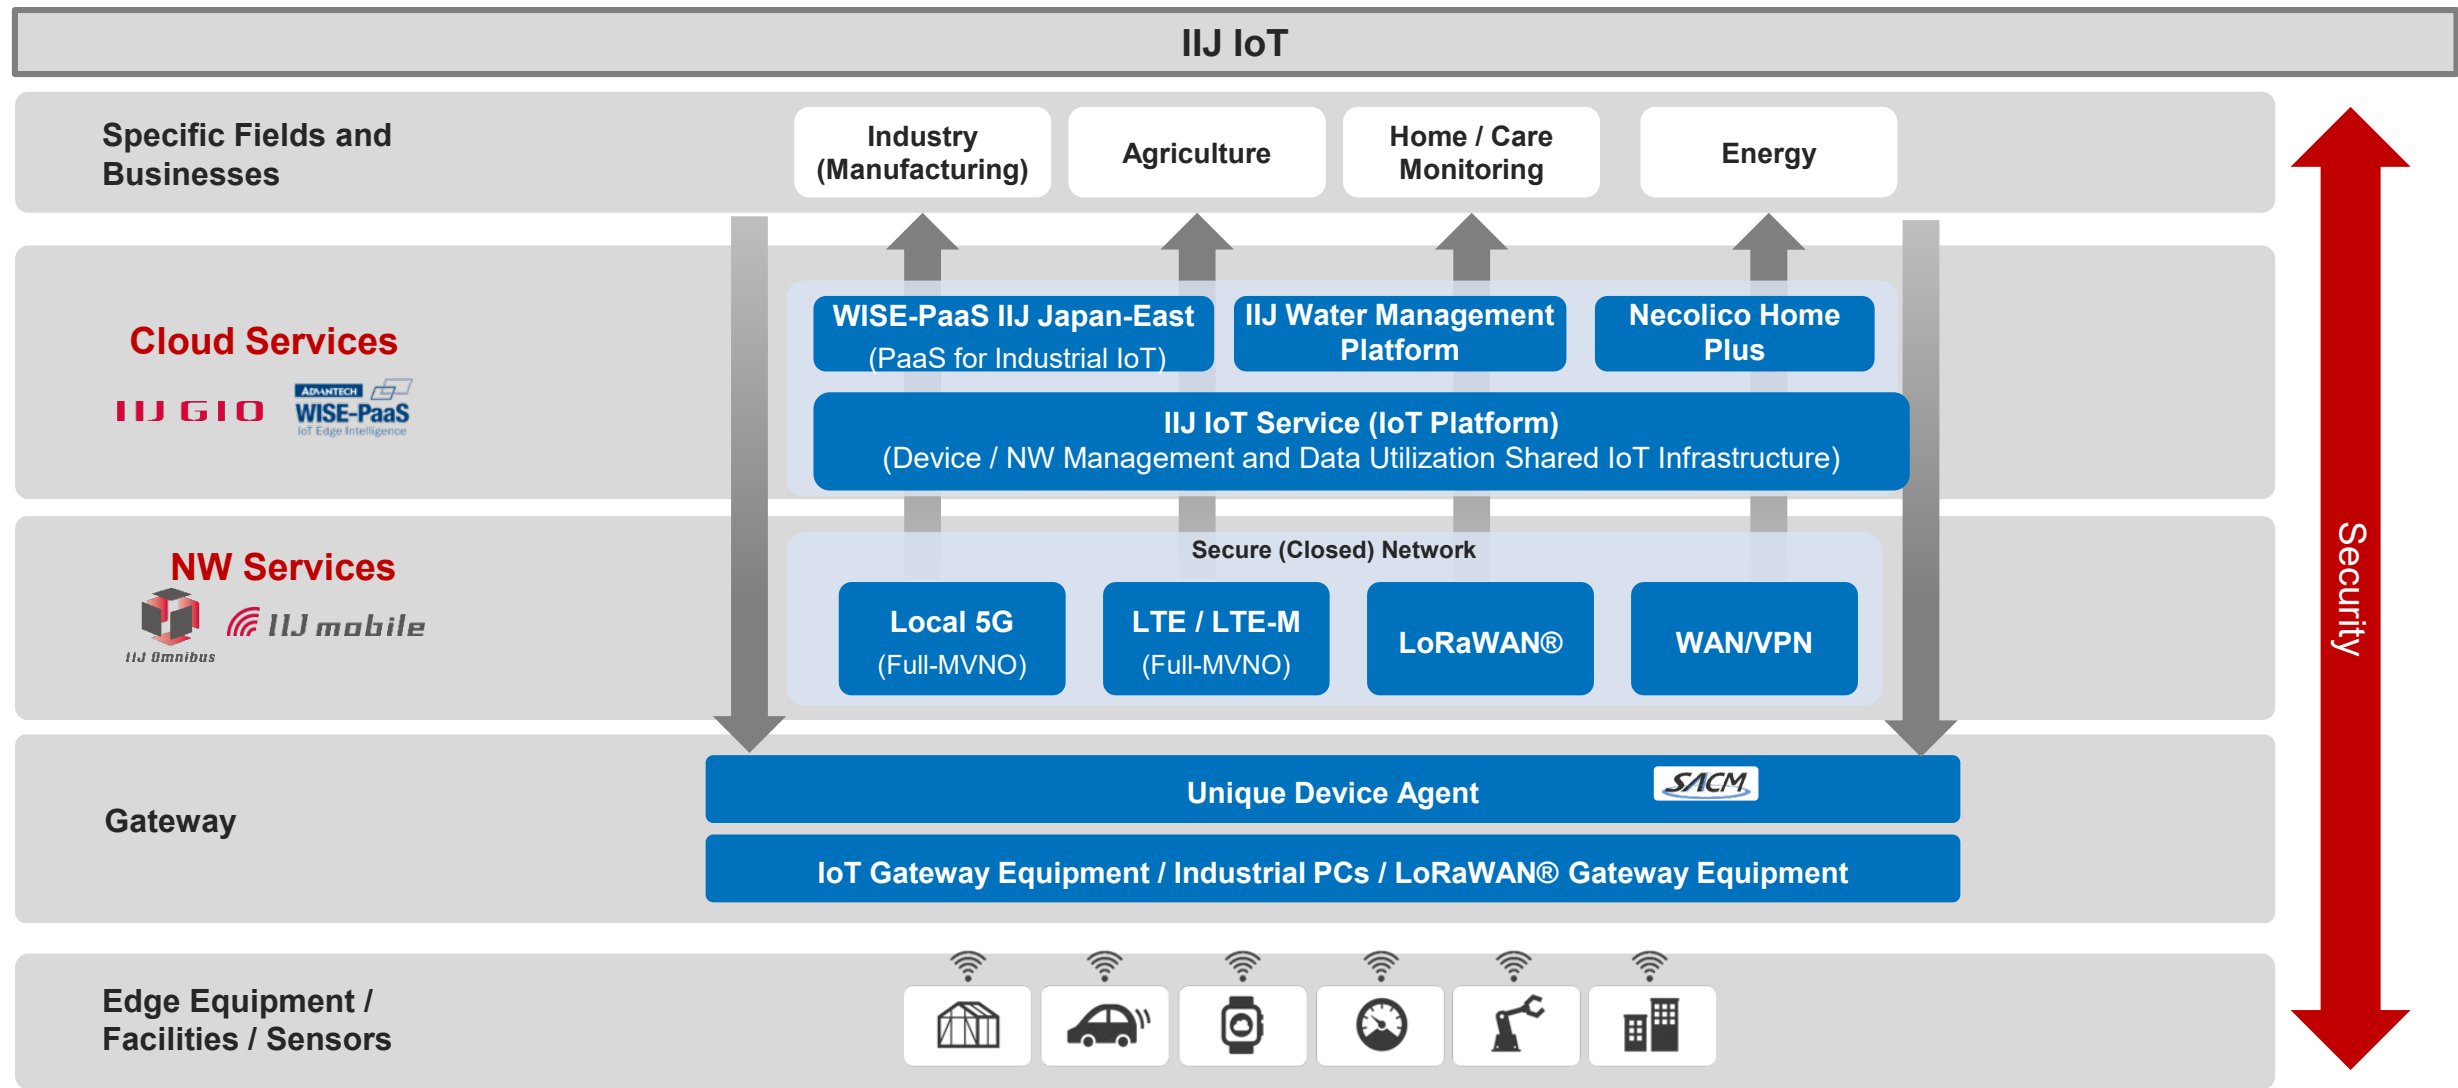 IIJ IoT
Specific Fields and
Businesses
Industry
(Manufacturing)
Agriculture
Home / Care
Monitoring
Energy
Cloud Services
IIJ GIO
ADVANTECH
WISE-PaaS
IoT Edge Intelligence
WISE-PaaS IIJ Japan-East
(PaaS for Industrial IoT)
IIJ Water Management
Platform
Necolico Home
Plus
IIJ IoT Service (IoT Platform)
(Device / NW Management and Data Utilization Shared IoT Infrastructure)
NW Services
IIJ Omnibus
IIJ mobile
Secure (Closed) Network
Local 5G
(Full-MVNO)
LTE / LTE-M
(Full-MVNO)
LoRaWAN®
WAN/VPN
Security
Gateway
Unique Device Agent
SACM
IoT Gateway Equipment / Industrial PCs / LoRaWAN® Gateway Equipment
Edge Equipment /
Facilities / Sensors